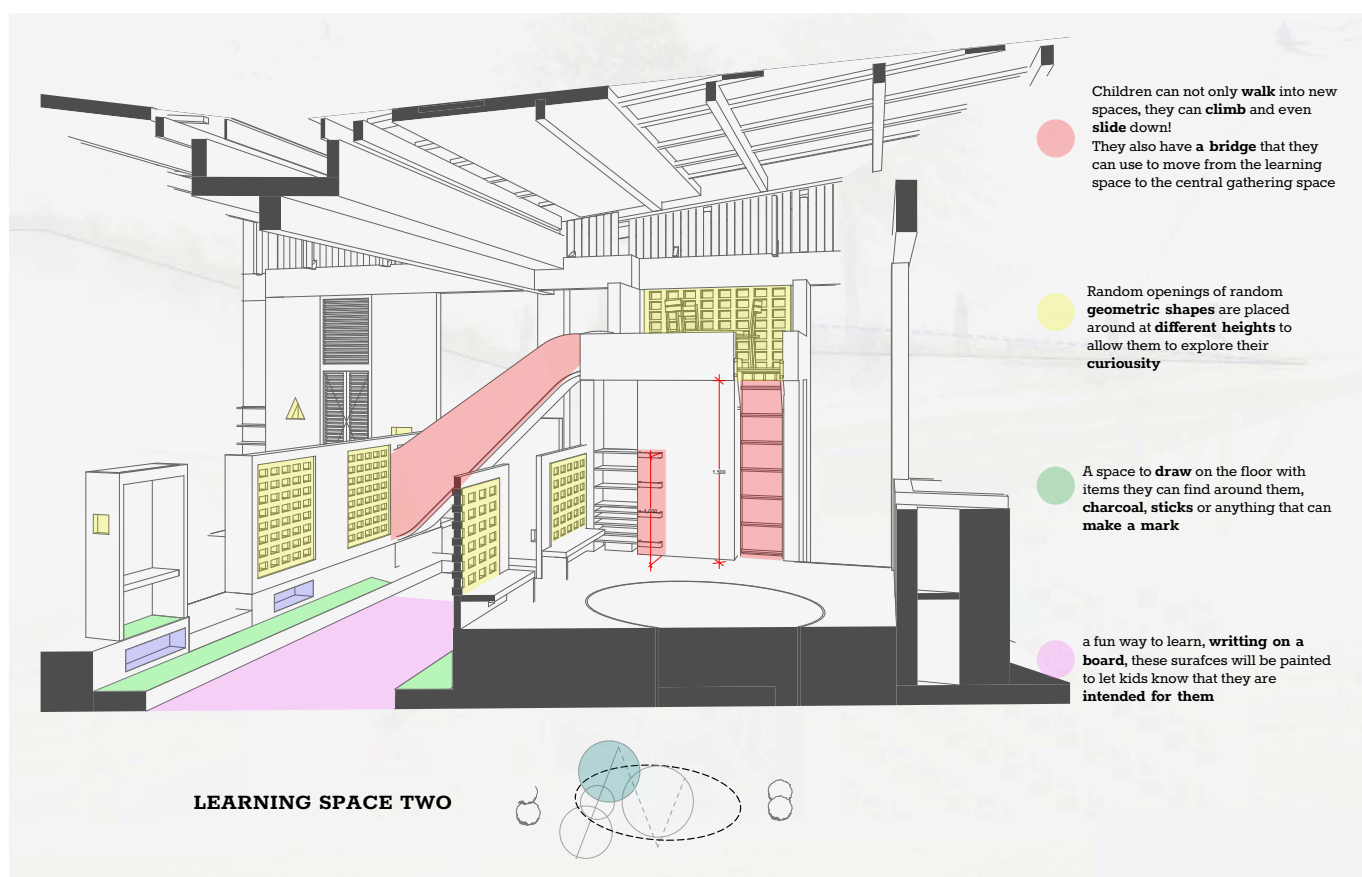 Children can not only walk into new
spaces, they can climb and even
slide down!
They also have a bridge that they
can use to move from the learning
space to the central gathering space
Random openings of random
geometric shapes are placed
around at different heights to
allow them to explore their
curiousity
A space to draw on the floor with
items they can find around them,
charcoal, sticks or anything that can
make a mark
a fun way to learn, writting on a
board, these surafces will be painted
to let kids know that they are
intended for them
1,500
LEARNING SPACE TWO